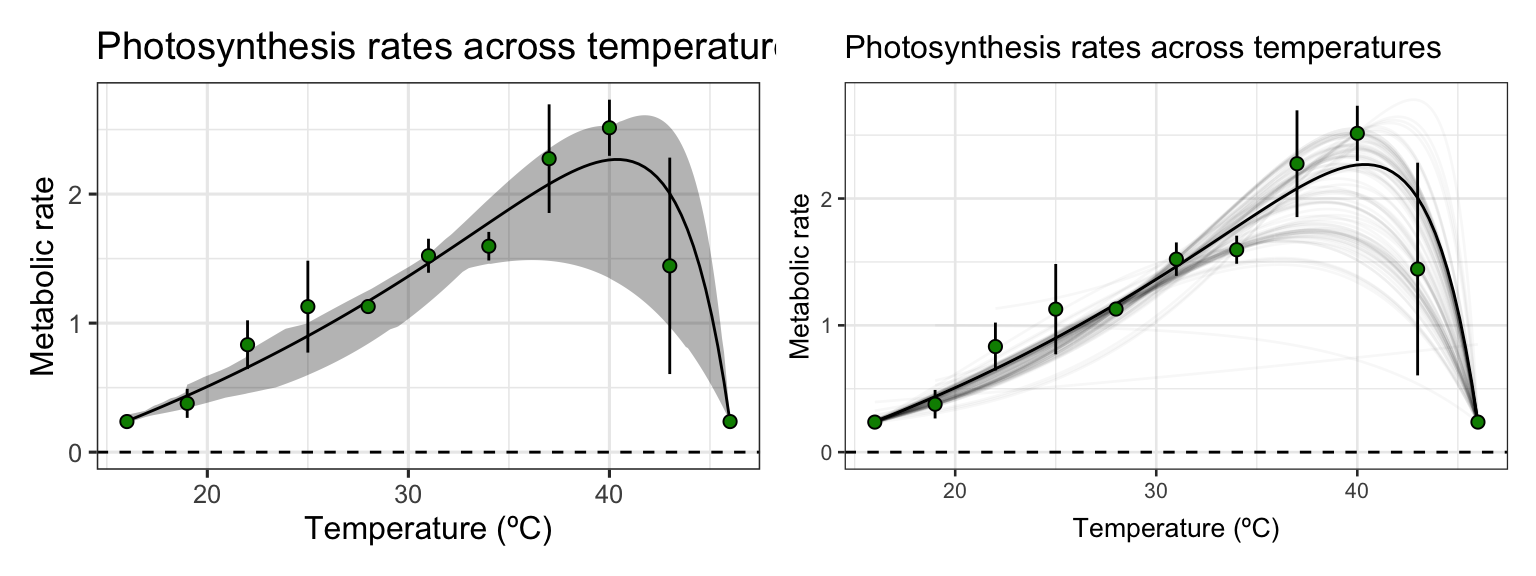 Photosynthesis rates across temperatur
Metabolic rate
2
1
0
20 30 40
Temperature (ºC)
Photosynthesis rates across temperatures
Metabolic rate
2
1
0
20 30 40
Temperature (ºC)